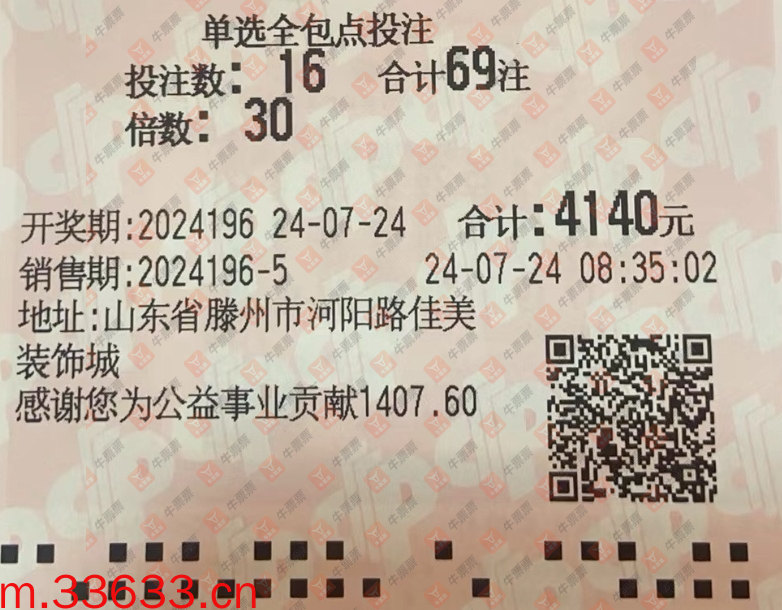 单选全包点投注
投注数: 16 合计69注
倍数: 30
开奖期:2024196 24-07-24 合计:4140元
销售期:2024196-5 24-07-24 08:35:02
地址:山东省滕州市河阳路佳美
装饰城
感谢您为公益事业贡献1407.60
m.33633.cn
牛票票